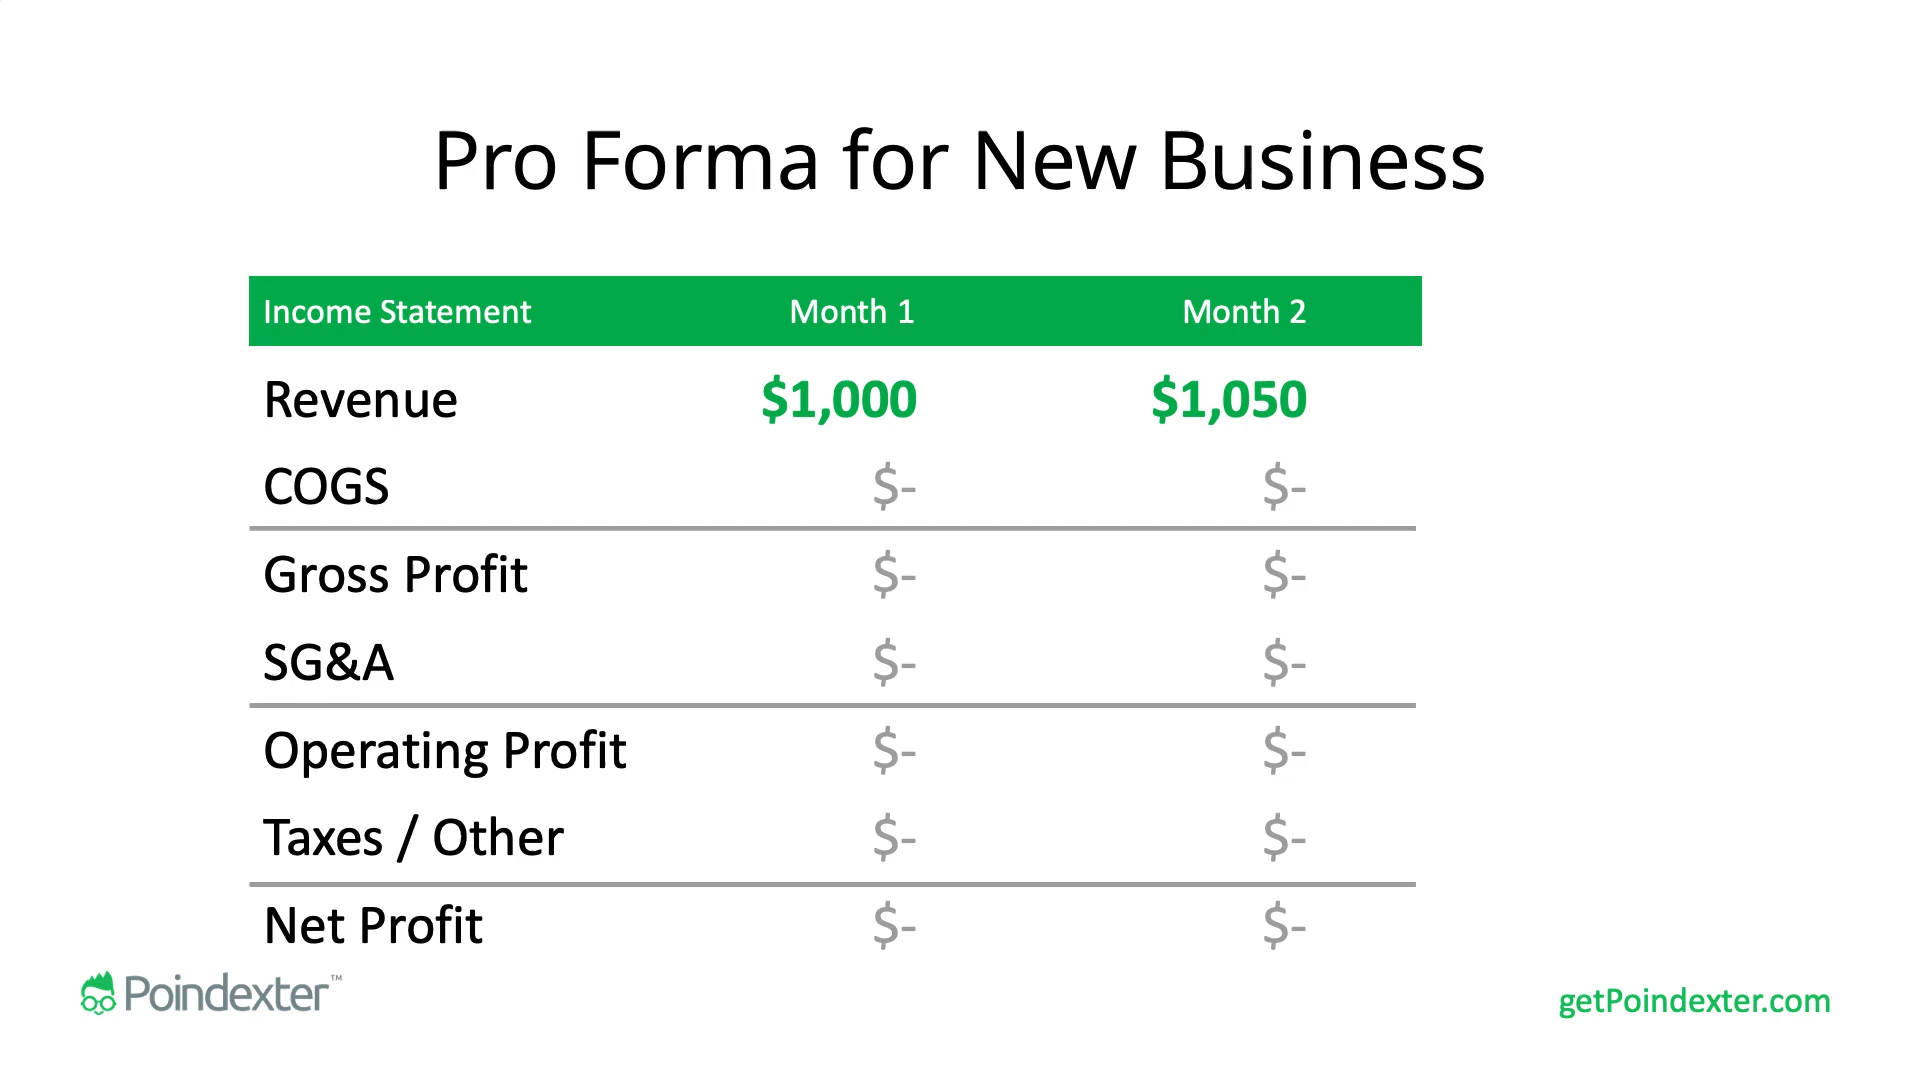 Pro Forma for New Business
Income Statement Month 1 Month 2
Revenue $1,000 $1,050
COGS $- $-
Gross Profit $- $-
SG&A $- $-
Operating Profit $- $-
Taxes / Other $- $-
Net Profit $- $-
Poindexter™
getPoindexter.com